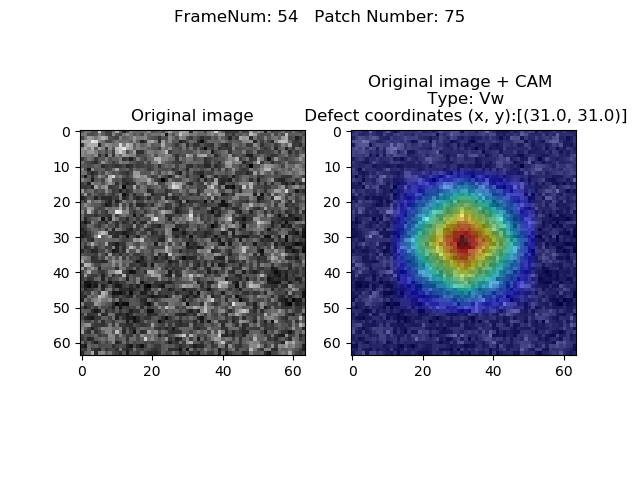 FrameNum: 54   Patch Number: 75
Original image
Original image + CAM
Type: Vw
Defect coordinates (x, y):[(31.0, 31.0)]
0
10
20
30
40
50
60
0 20 40 60
0
10
20
30
40
50
60
0 20 40 60